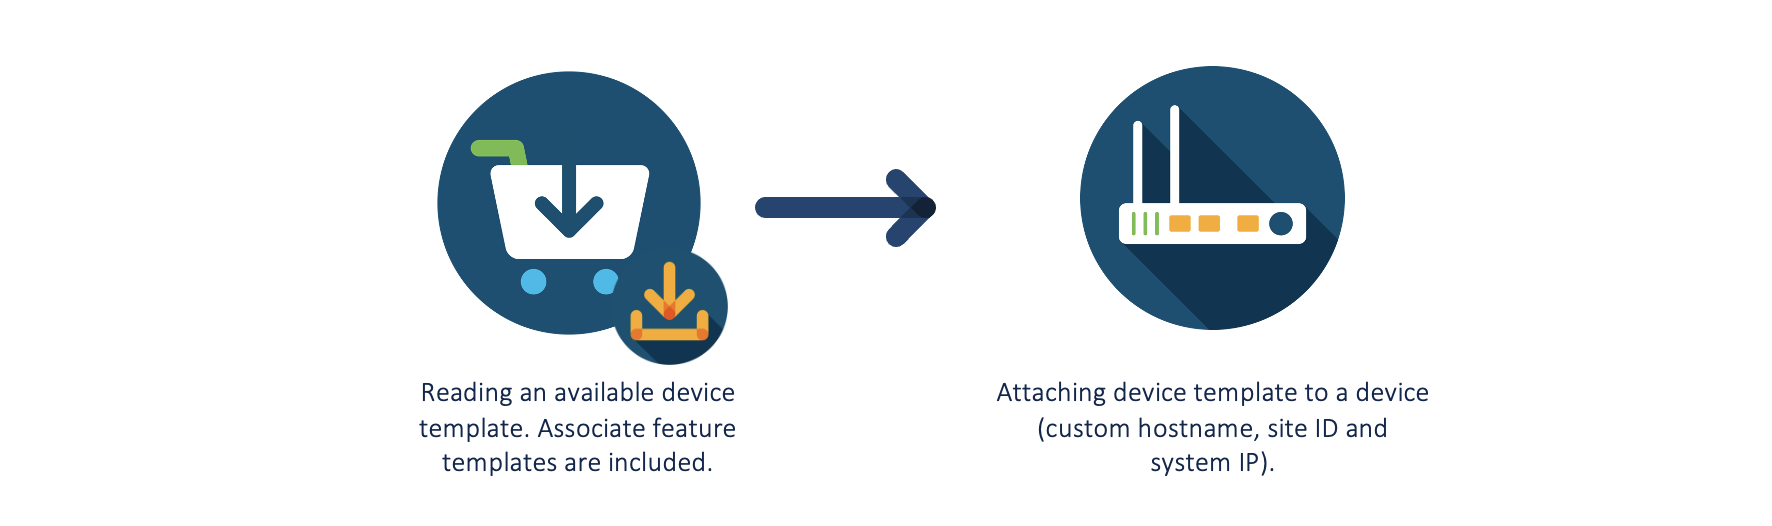 Reading an available device
template. Associate feature
templates are included.
Attaching device template to a device
(custom hostname, site ID and
system IP).